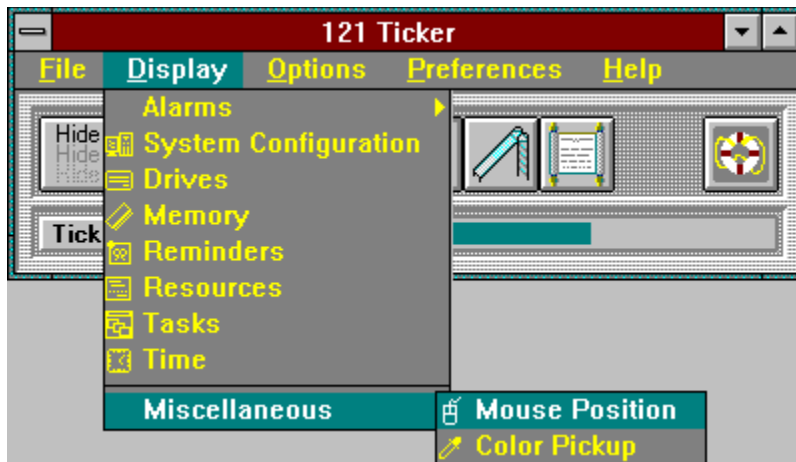 121 Ticker
File Display Options Preferences Help
Alarms
Hide
Hide
Hide
System Configuration
Drives
Memory
Tick
Reminders
Resources
Tasks
Time
Miscellaneous
Mouse Position
Color Pickup